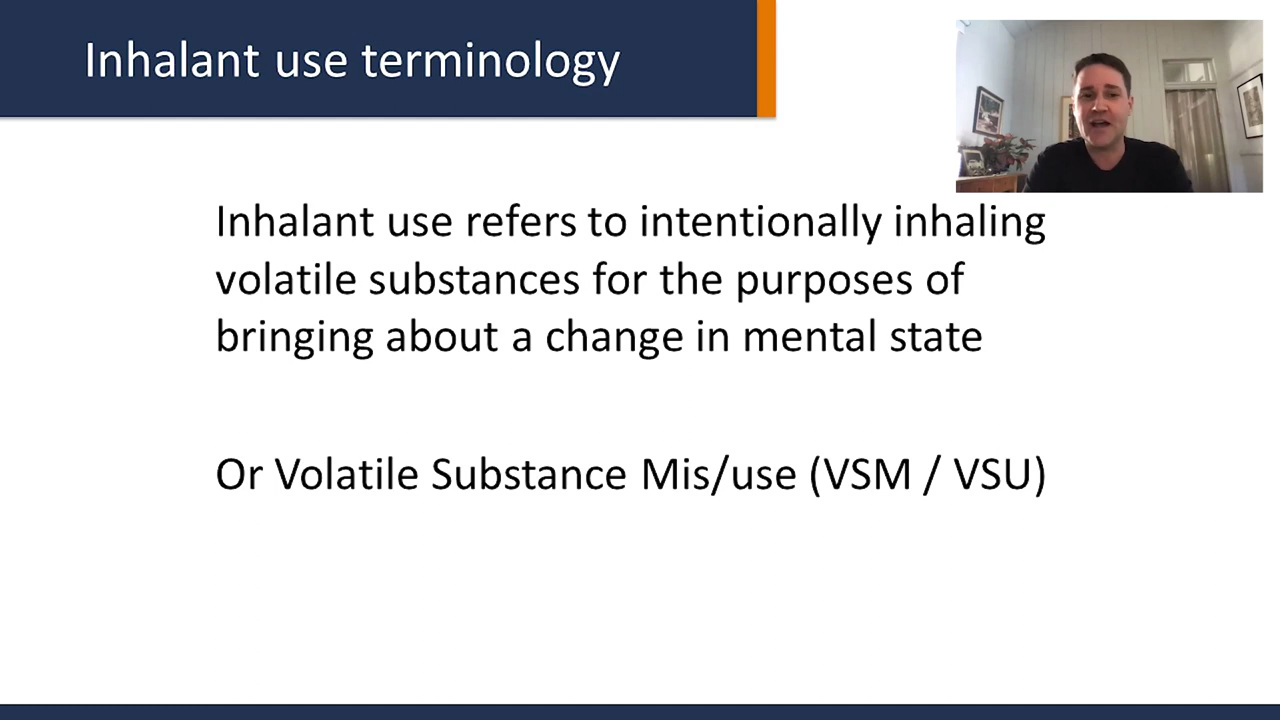 Inhalant use terminology
Inhalant use refers to intentionally inhaling
volatile substances for the purposes of
bringing about a change in mental state
Or Volatile Substance Mis/use (VSM / VSU)